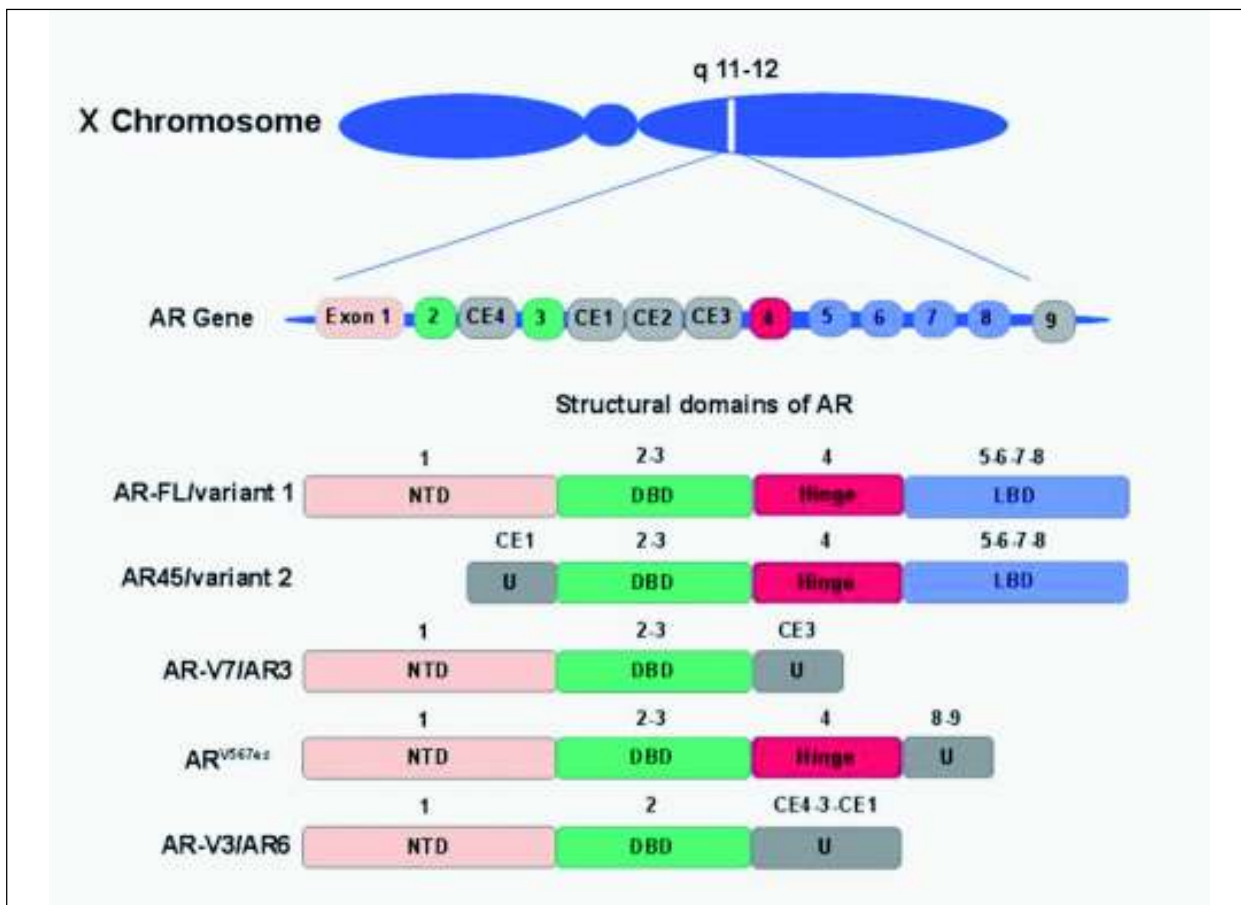 q 11-12
X Chromosome
AR Gene Exon 1 2 CE4 3 CE1 CE2 CE3 4 5 6 7 8 9
Structural domains of AR
1 2-3 4 5-6-7-8
AR-FL/variant 1 NTD DBD Hinge LBD
CE1 2-3 4 5-6-7-8
AR45/variant 2 U DBD Hinge LBD
1 2-3 CE3
AR-V7/AR3 NTD DBD U
1 2-3 4 8-9
ARV567es NTD DBD Hinge U
1 2 CE4-3-CE1
AR-V3/AR6 NTD DBD U